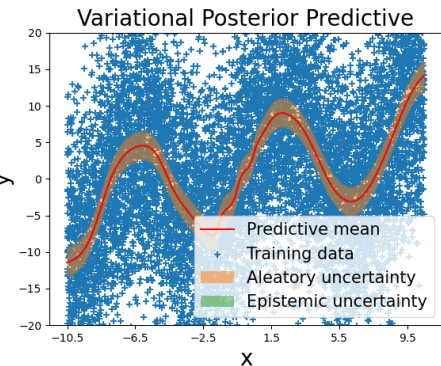 Variational Posterior Predictive
20
15
10
5
0
−5
−10
−15
−20
y
Predictive mean
Training data
Aleatory uncertainty
Epistemic uncertainty
−10.5 −6.5 −2.5 1.5 5.5 9.5
x